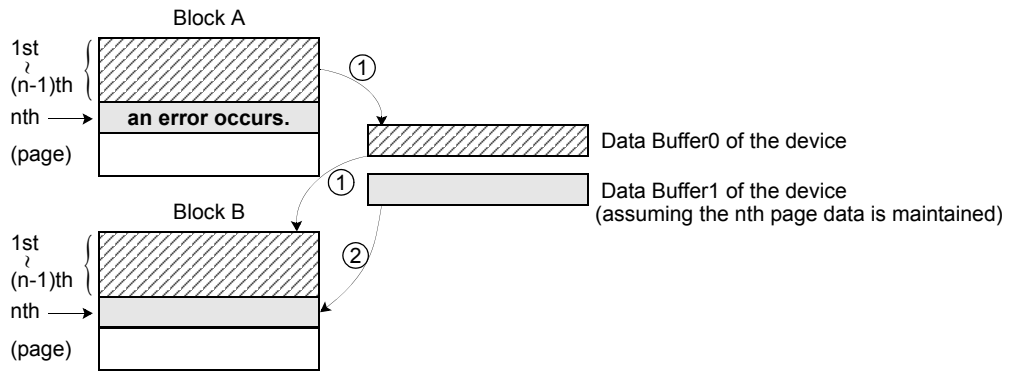 Block A
1st
~
(n-1)th
nth
(page)
an error occurs.
①
Data Buffer0 of the device
①
Data Buffer1 of the device
(assuming the nth page data is maintained)
Block B
②
1st
~
(n-1)th
nth
(page)